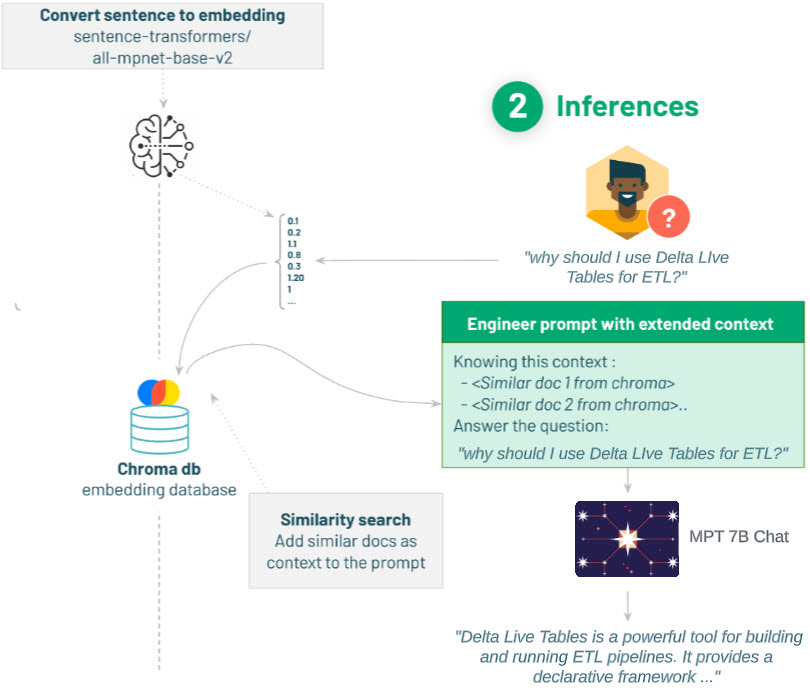 Convert sentence to embedding
sentence-transformers/
all-mpnet-base-v2
2 Inferences
?
0.1
0.2
1.1
0.8
0.3
1.20
1
...
"why should I use Delta LIve
Tables for ETL?"
Engineer prompt with extended context
Knowing this context :
- <Similar doc 1 from chroma>
- <Similar doc 2 from chroma>..
Answer the question:
"why should I use Delta LIve Tables for ETL?"
Chroma db
embedding database
Similarity search
Add similar docs as
context to the prompt
MPT 7B Chat
"Delta Live Tables is a powerful tool for building
and running ETL pipelines. It provides a
declarative framework ..."